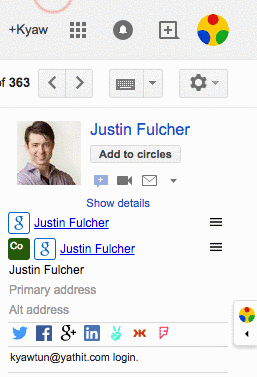 +Kyaw
of 363
Justin Fulcher
Add to circles
Show details
g Justin Fulcher
Co g Justin Fulcher
Justin Fulcher
Primary address
Alt address
kyawtun@yathit.com login.